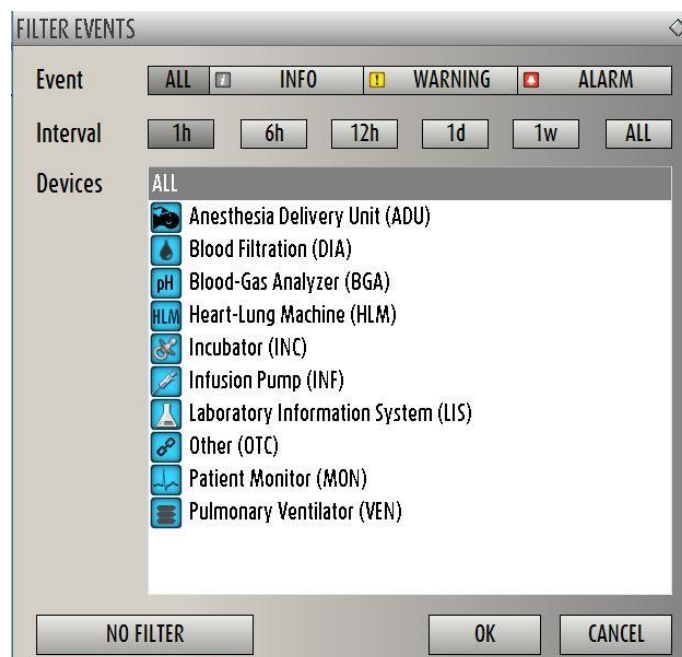 FILTER EVENTS
Event ALL i INFO ! WARNING ALARM
Interval 1h 6h 12h 1d 1w ALL
Devices ALL
Anesthesia Delivery Unit (ADU)
Blood Filtration (DIA)
pH Blood-Gas Analyzer (BGA)
HLM Heart-Lung Machine (HLM)
Incubator (INC)
Infusion Pump (INF)
Laboratory Information System (LIS)
Other (OTC)
Patient Monitor (MON)
Pulmonary Ventilator (VEN)
NO FILTER OK CANCEL